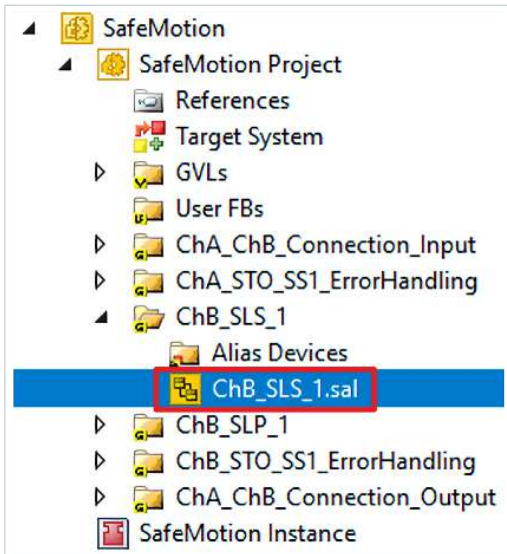 SafeMotion
SafeMotion Project
References
Target System
GVLs
User FBs
ChA_ChB_Connection_Input
ChA_STO_SS1_ErrorHandling
ChB_SLS_1
Alias Devices
ChB_SLS_1.sal
ChB_SLP_1
ChB_STO_SS1_ErrorHandling
ChA_ChB_Connection_Output
SafeMotion Instance